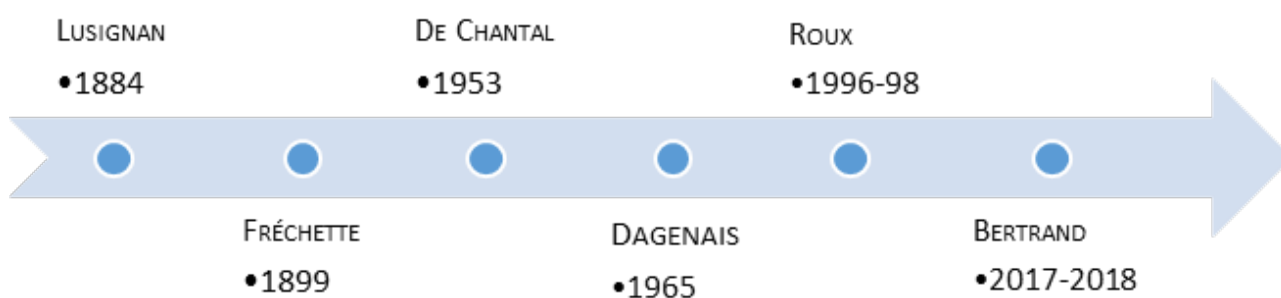 LUSIGNAN
•1884
FRÉCHETTE
•1899
DE CHANTAL
•1953
DAGENAIS
•1965
ROUX
•1996-98
BERTRAND
•2017-2018